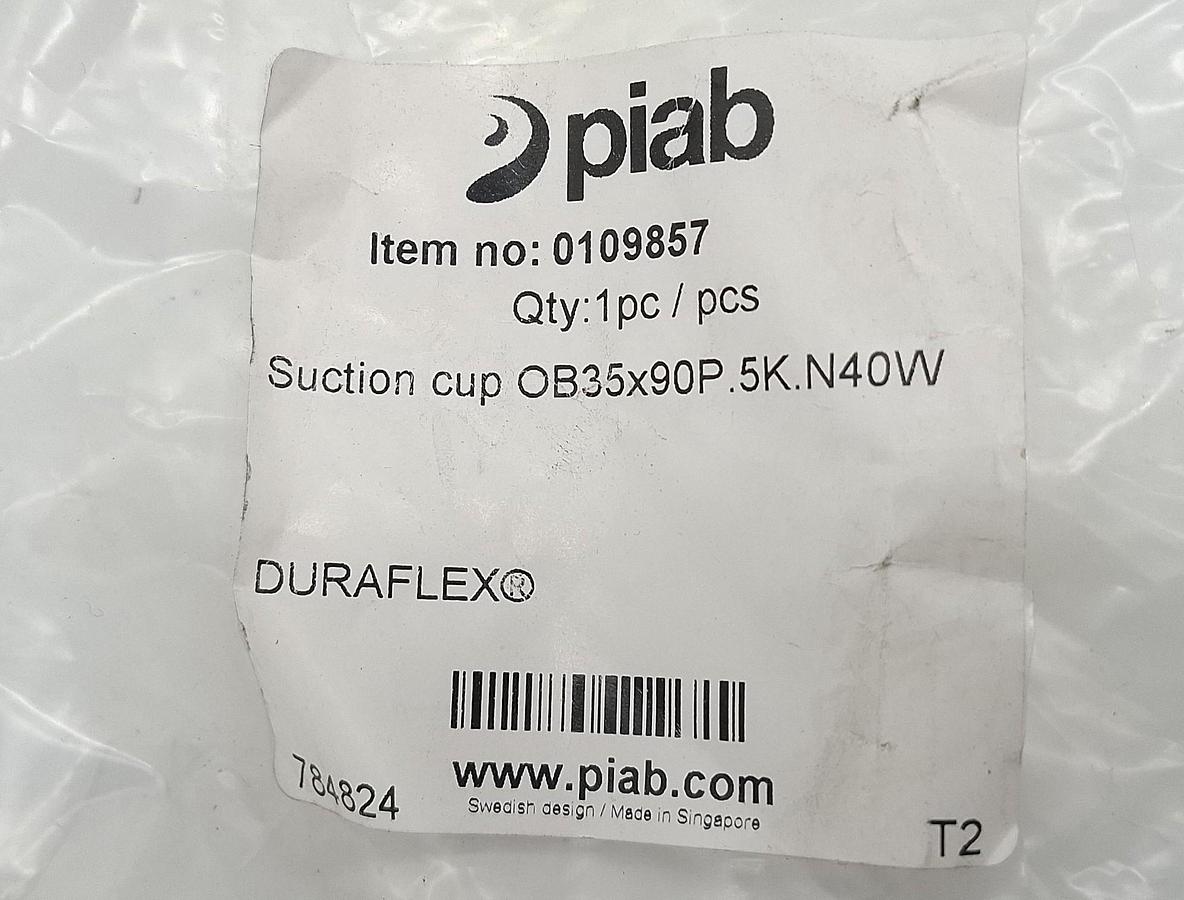 piab
Item no: 0109857
Qty:1pc / pcs
Suction cup OB35x90P.5K.N40W
DURAFLEX®
784824
www.piab.com
Swedish design / Made in Singapore
T2